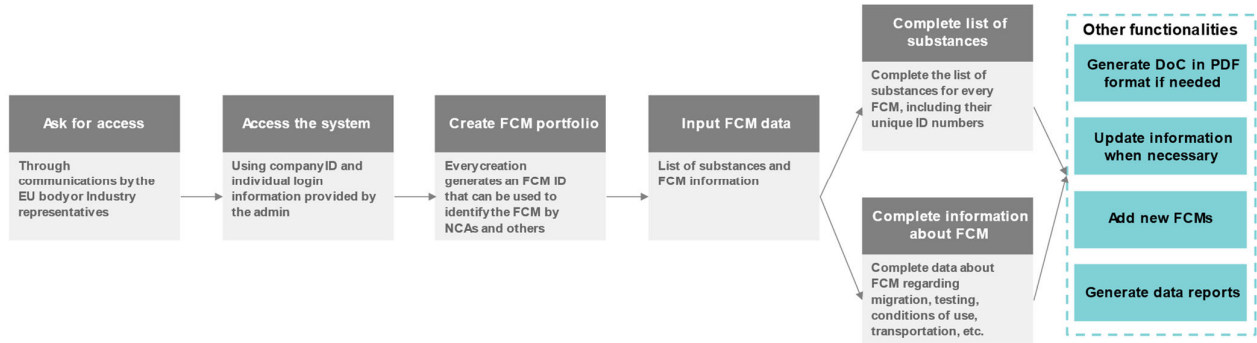 Ask for access
Through
communications by the
EU body or Industry
representatives
Access the system
Using company ID and
individual login
information provided by
the admin
Create FCM portfolio
Every creation
generates an FCM ID
that can be used to
identify the FCM by
NCAs and others
Input FCM data
List of substances and
FCM information
Complete list of
substances
Complete the list of
substances for every
FCM, including their
unique ID numbers
Complete information
about FCM
Complete data about
FCM regarding
migration, testing,
conditions of use,
transportation, etc.
Other functionalities
Generate DoC in PDF
format if needed
Update information
when necessary
Add new FCMs
Generate data reports